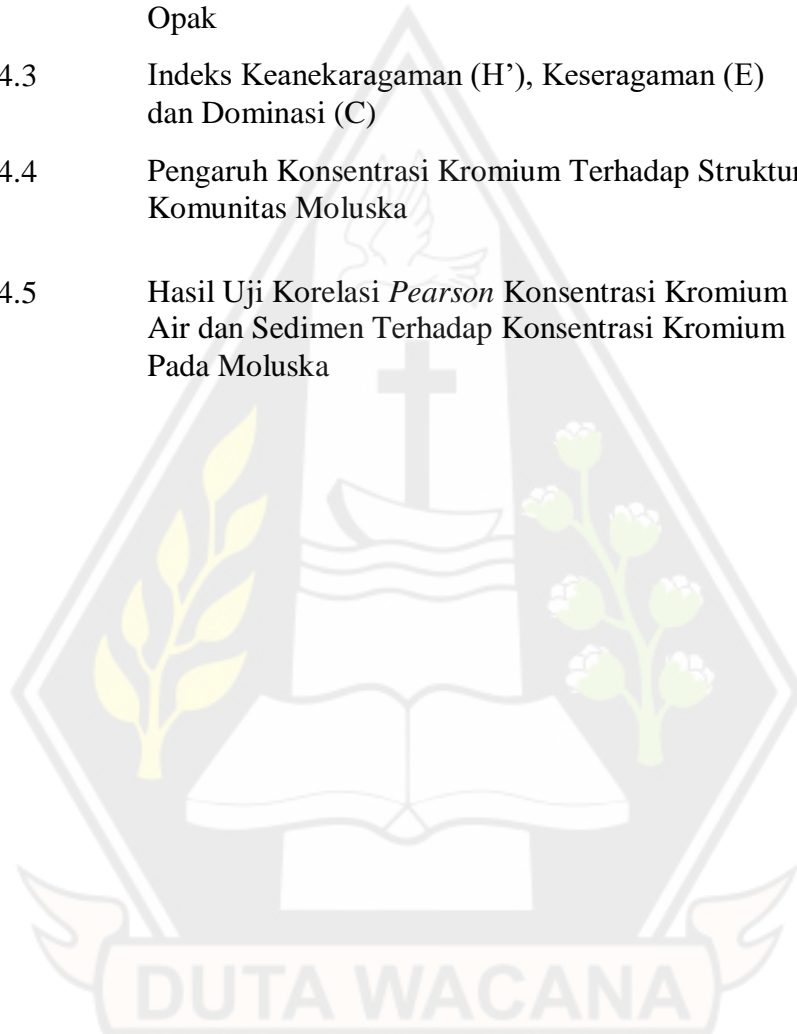 Opak
4.3 Indeks Keanekaragaman (H’), Keseragaman (E)
dan Dominasi (C)
4.4 Pengaruh Konsentrasi Kromium Terhadap Struktur
Komunitas Moluska
4.5 Hasil Uji Korelasi Pearson Konsentrasi Kromium
Air dan Sedimen Terhadap Konsentrasi Kromium
Pada Moluska
DUTA WACANA